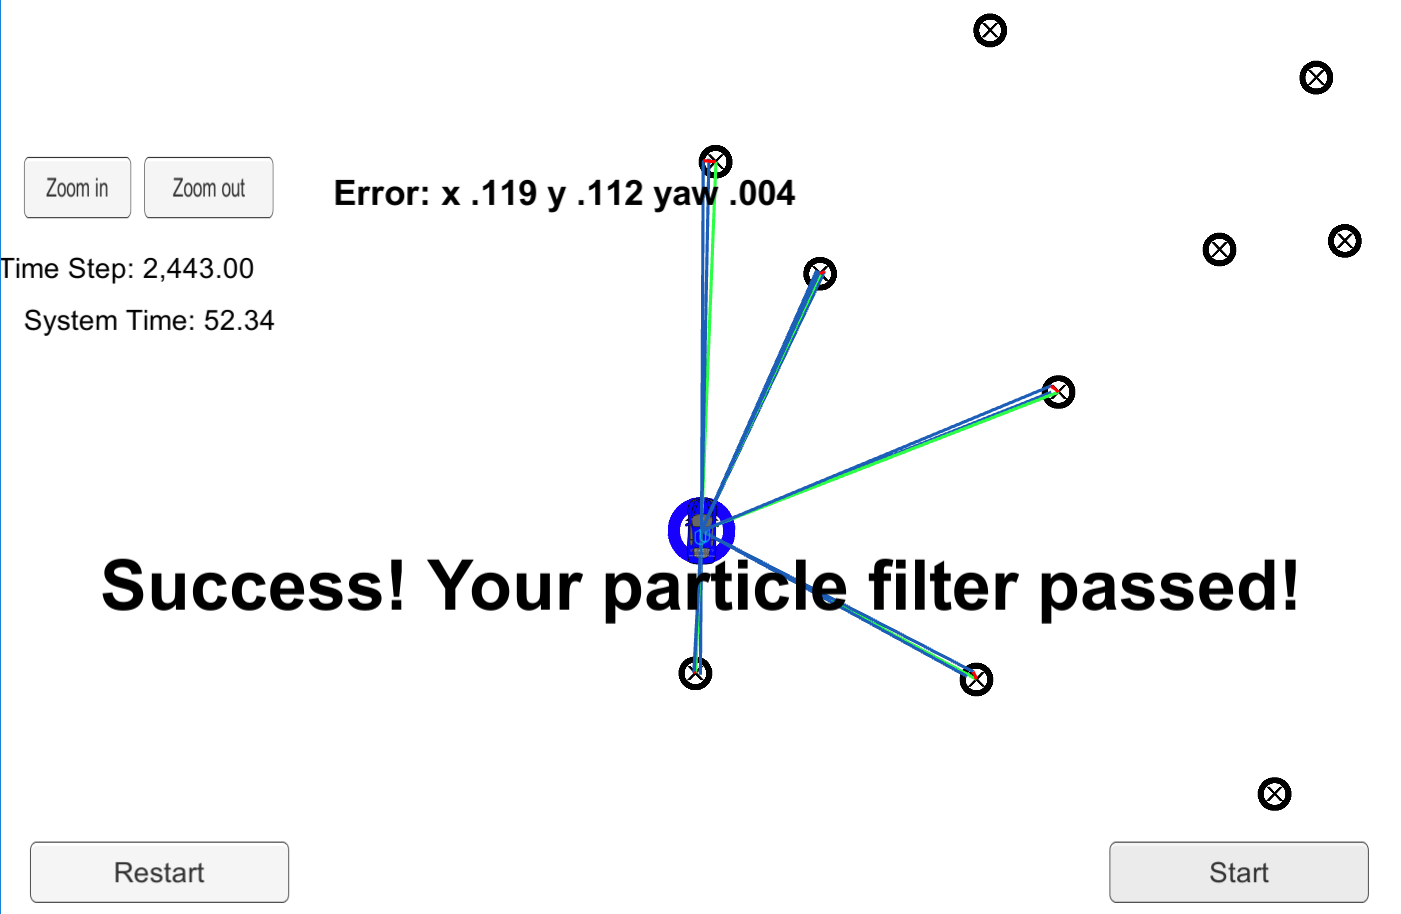 Zoom in
Zoom out
Error: x .119 y .112 yaw .004
Time Step: 2,443.00
System Time: 52.34
Success! Your particle filter passed!
Restart
Start